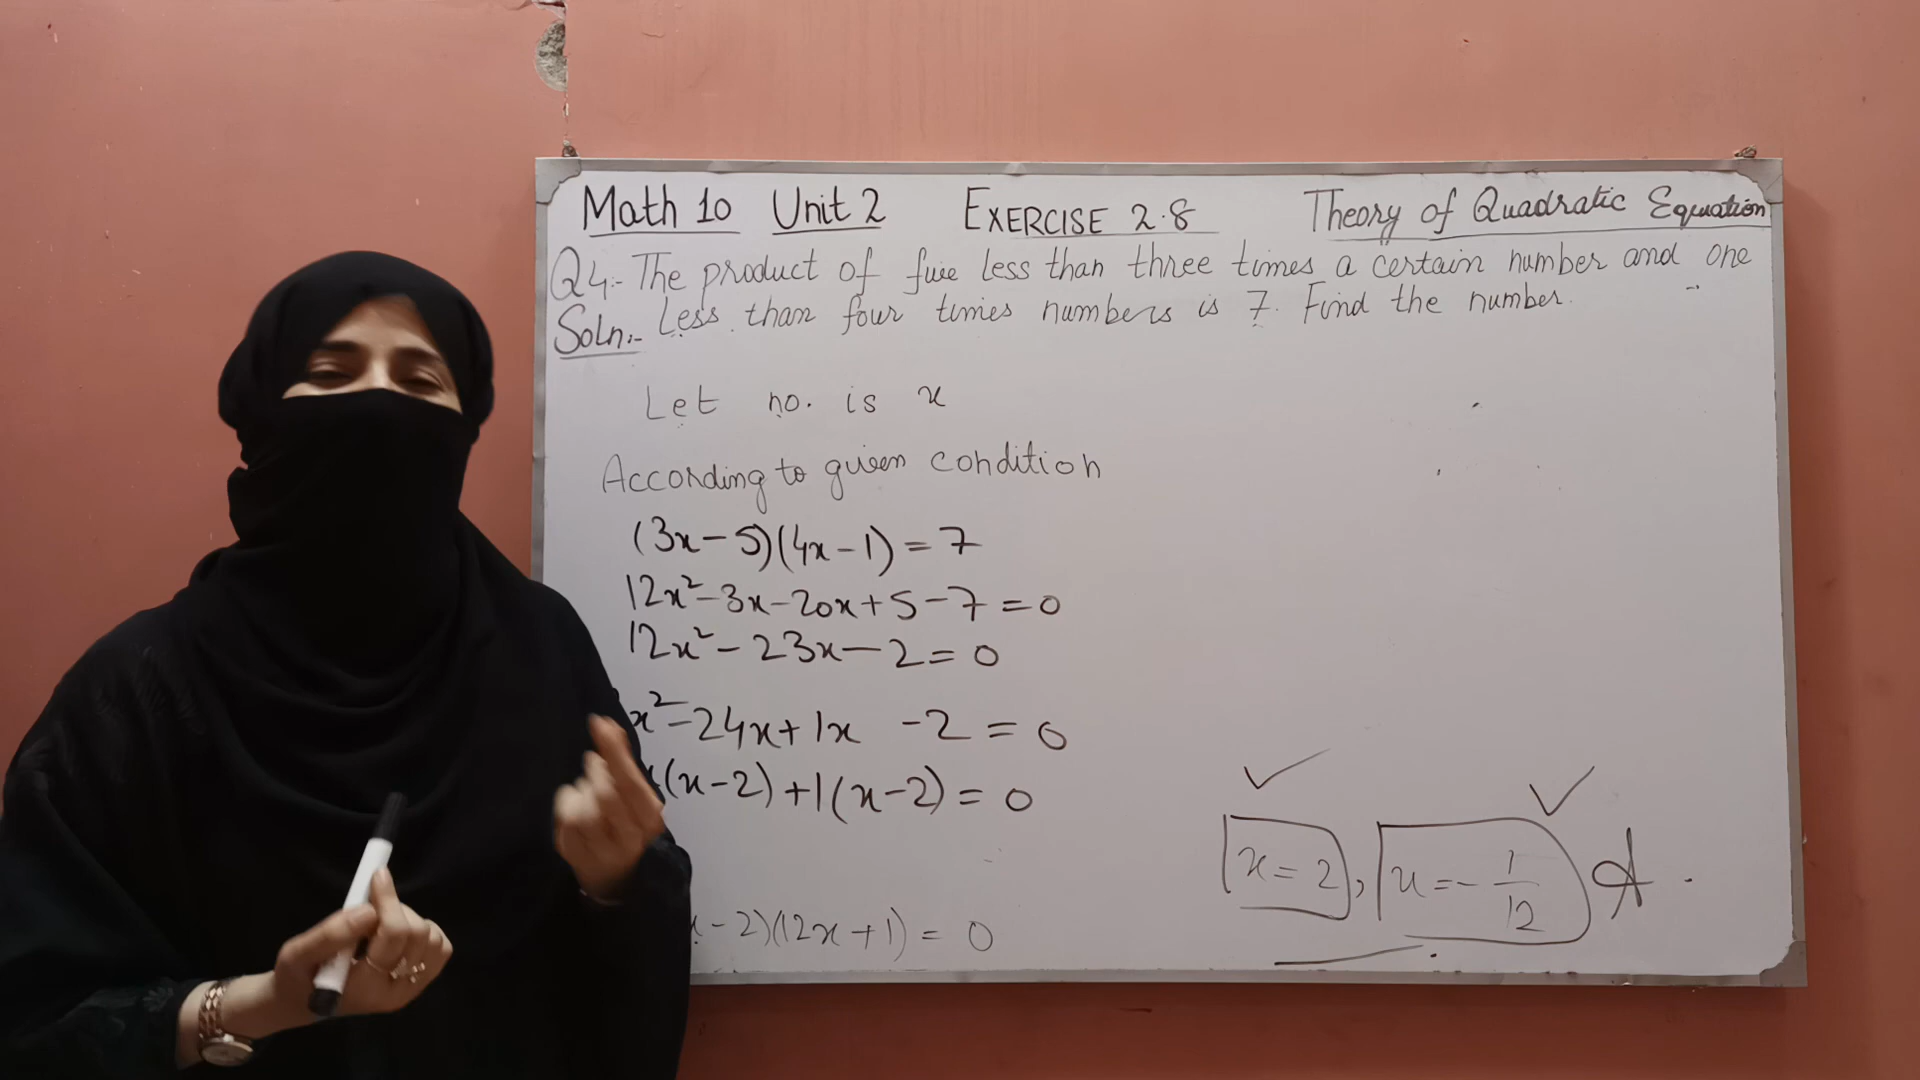 Math 10 Unit 2 EXERCISE 2.8 Theory of Quadratic Equation
Q4:- The product of five less than three times a certain number and one
Soln:- Less than four times numbers is 7. Find the number.
Let no. is x
According to given condition
(3x-5)(4x-1)=7
12x²-3x-20x+5-7=0
12x²-23x-2=0
x²-24x+1x -2=0
(x-2)+1(x-2)=0
x=2, x=-1/12 A.
-2)(12x+1)=0